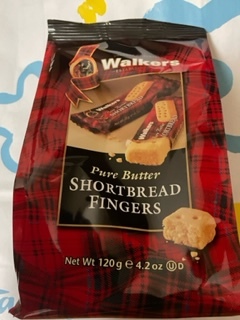 Walkers
Pure Butter
SHORTBREAD
FINGERS
Net Wt 120g ℮ 4.2 oz Ⓤ D